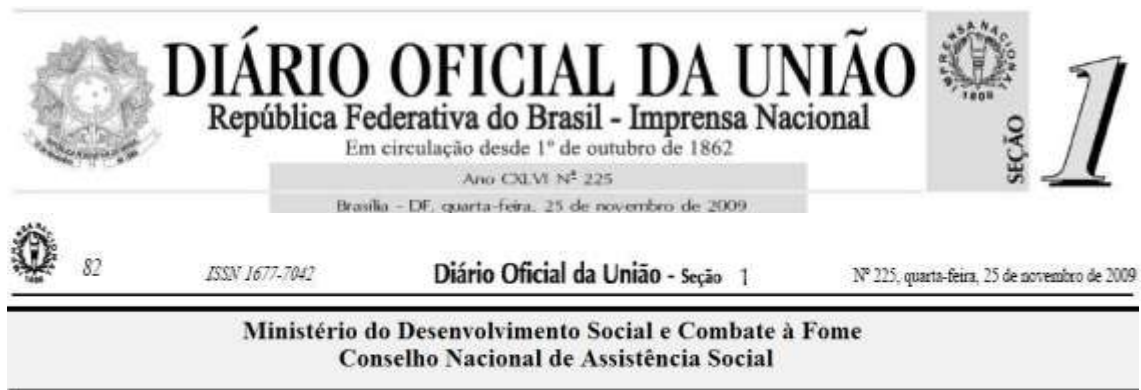 DIÁRIO OFICIAL DA UNIÃO
República Federativa do Brasil - Imprensa Nacional
Em circulação desde 1º de outubro de 1862
Ano CXLVI Nº 225
Brasília - DF, quarta-feira, 25 de novembro de 2009
IMPRENSA NACIONAL
1808
SEÇÃO
1
82 ISSN 1677-7042 Diário Oficial da União - Seção 1 Nº 225, quarta-feira, 25 de novembro de 2009
Ministério do Desenvolvimento Social e Combate à Fome
Conselho Nacional de Assistência Social